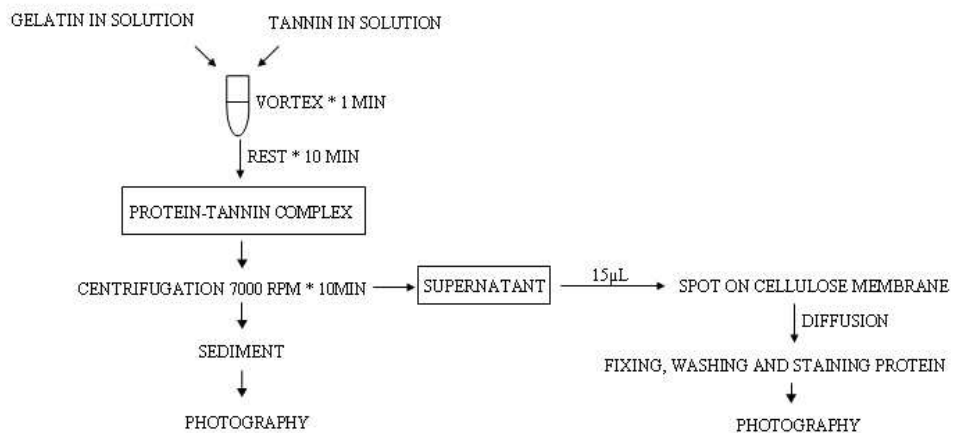 GELATIN IN SOLUTION
TANNIN IN SOLUTION
VORTEX * 1 MIN
REST * 10 MIN
PROTEIN-TANNIN COMPLEX
CENTRIFUGATION 7000 RPM * 10MIN
SUPERNATANT
15µL
SPOT ON CELLULOSE MEMBRANE
DIFFUSION
SEDIMENT
FIXING, WASHING AND STAINING PROTEIN
PHOTOGRAPHY
PHOTOGRAPHY